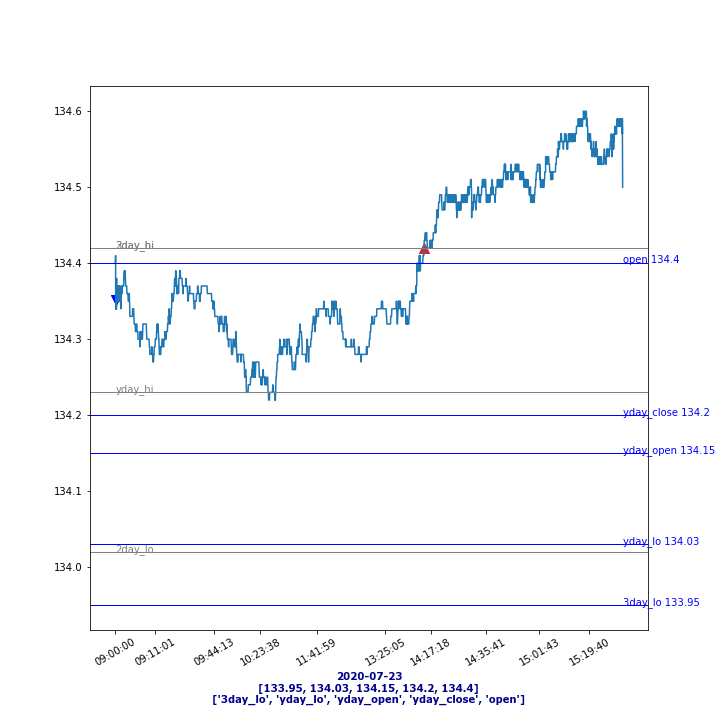 134.6
134.5
134.4
134.3
134.2
134.1
134.0
yday_hi
2day_lo
open 134.4
yday_close 134.2
yday_open 134.15
yday_lo 134.03
3day_lo 133.95
09:00:00
09:11:01
09:44:13
10:23:38
11:41:59
13:25:05
14:17:18
14:35:41
15:01:43
15:19:40
2020-07-23
[133.95, 134.03, 134.15, 134.2, 134.4]
['3day_lo', 'yday_lo', 'yday_open', 'yday_close', 'open']